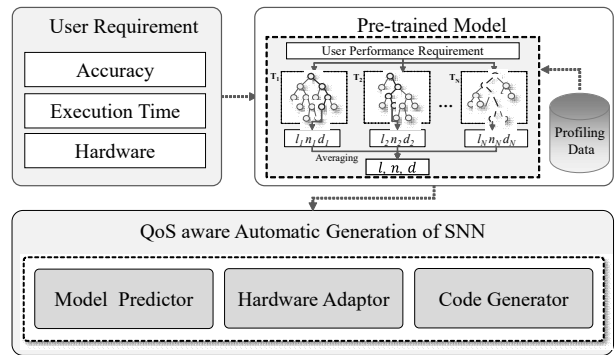 User Requirement
Accuracy
Execution Time
Hardware
Pre-trained Model
User Performance Requirement
T1
T2
TN
...
l1 n1 d1
l2 n2 d2
lN nN dN
Averaging
l, n, d
Profiling
Data
QoS aware Automatic Generation of SNN
Model Predictor
Hardware Adaptor
Code Generator